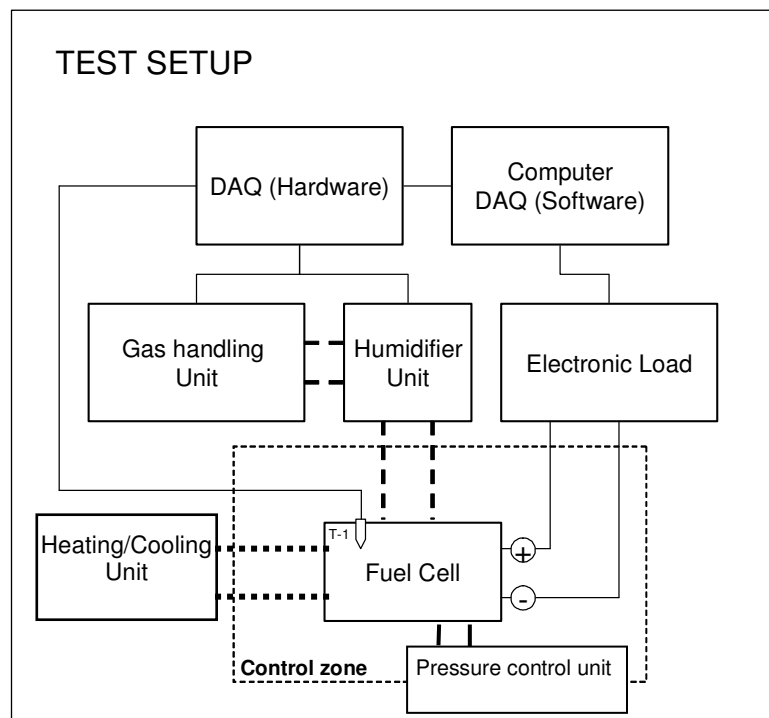 TEST SETUP
DAQ (Hardware)
Computer
DAQ (Software)
Gas handling
Unit
Humidifier
Unit
Electronic Load
Heating/Cooling
Unit
T-1
Fuel Cell
+
-
Control zone
Pressure control unit